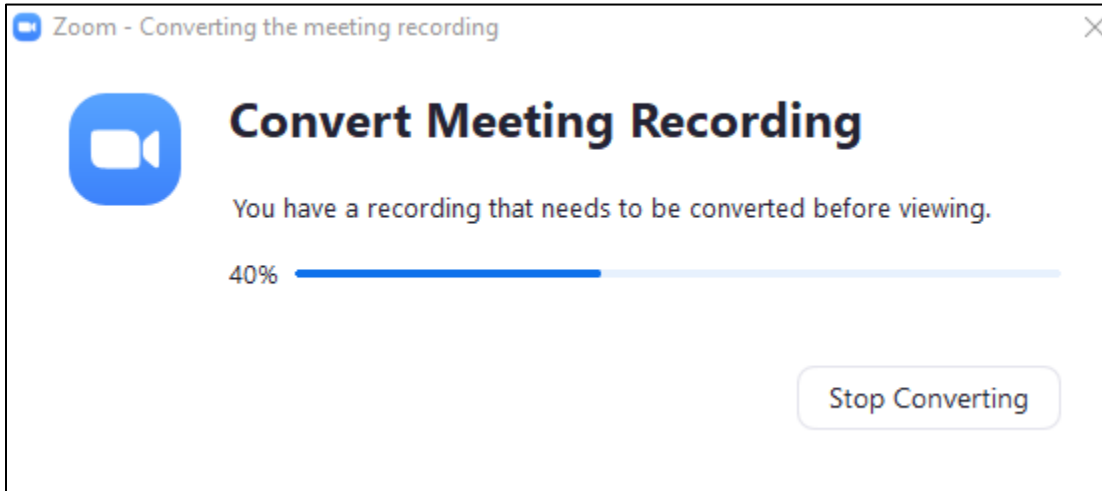 Zoom - Converting the meeting recording
Convert Meeting Recording
You have a recording that needs to be converted before viewing.
40%
Stop Converting